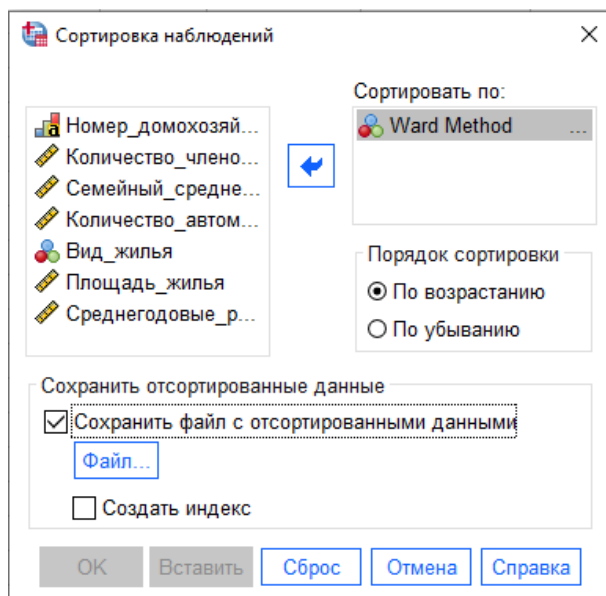 Сортировка наблюдений
Сортировать по:
Номер_домохозяй...
Количество_члено...
Семейный_средне...
Количество_автом...
Вид_жилья
Площадь_жилья
Среднегодовые_р...
Ward Method ...
Порядок сортировки
По возрастанию
По убыванию
Сохранить отсортированные данные
Сохранить файл с отсортированными данными
Файл...
Создать индекс
OK Вставить Сброс Отмена Справка